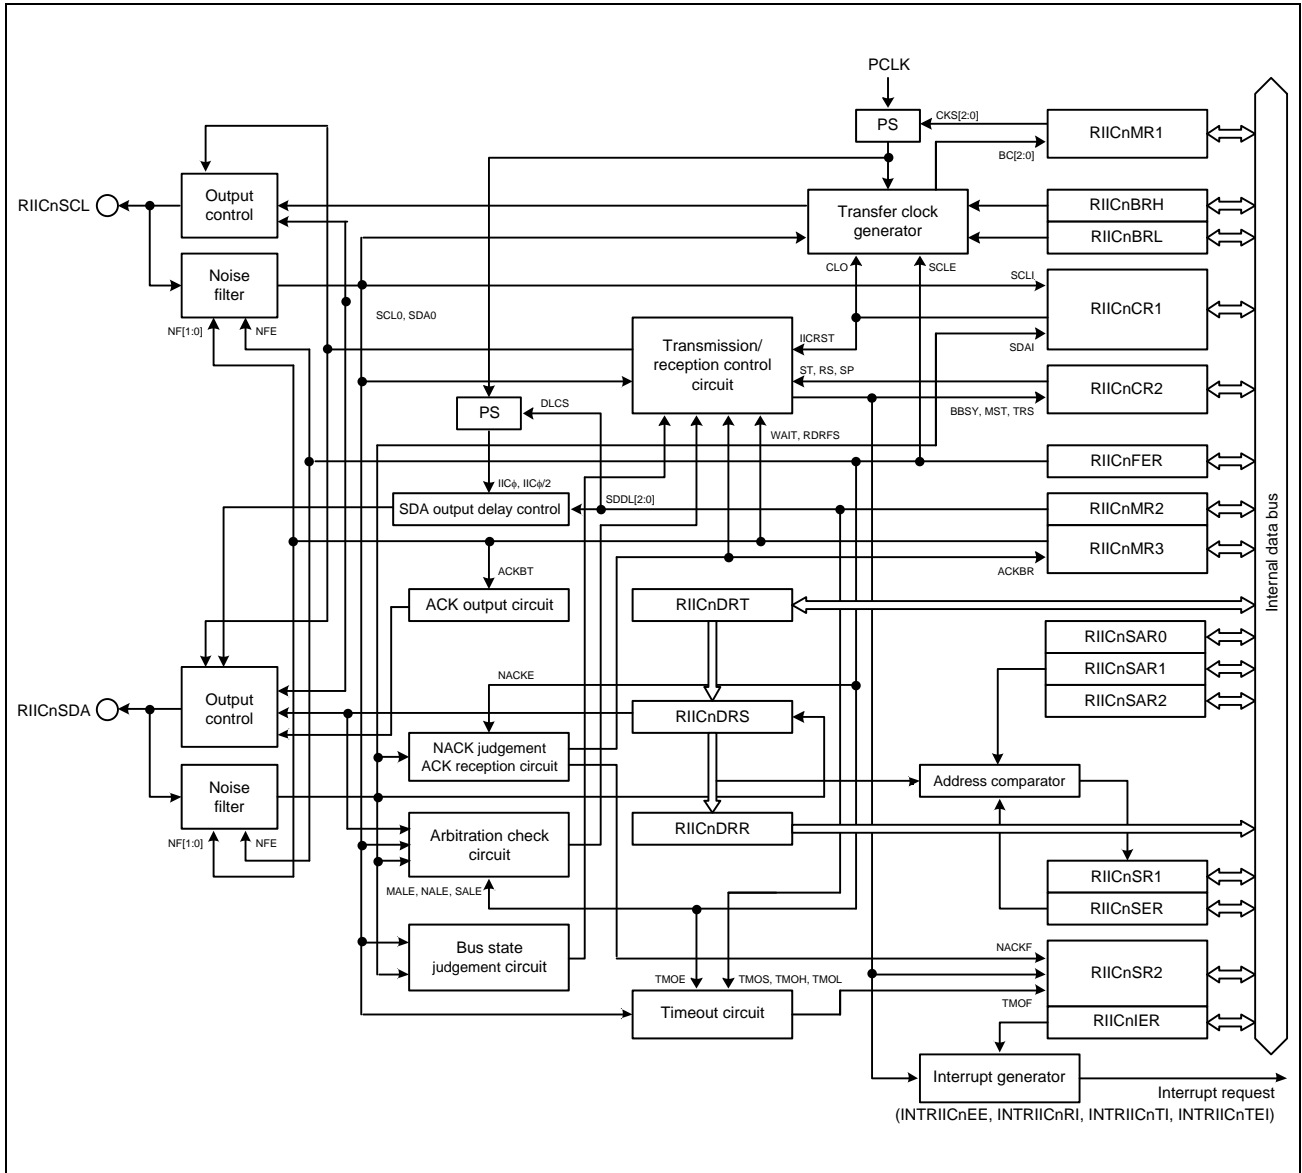 PCLK
PS
CKS[2:0]
RIICnMR1
BC[2:0]
RIICnSCL
Output
control
Transfer clock
generator
RIICnBRH
RIICnBRL
Noise
filter
CLO
SCLE
SCLI
RIICnCR1
NF[1:0]
NFE
SCL0, SDA0
Transmission/
reception control
circuit
IICRST
SDAI
ST, RS, SP
RIICnCR2
BBSY, MST, TRS
PS
DLCS
WAIT, RDRFS
RIICnFER
IICϕ, IICϕ/2
SDA output delay control
SDDL[2:0]
RIICnMR2
RIICnMR3
ACKBR
ACKBT
ACK output circuit
RIICnDRT
Internal data bus
RIICnSAR0
RIICnSAR1
RIICnSAR2
NACKE
RIICnSDA
Output
control
RIICnDRS
NACK judgement
ACK reception circuit
Address comparator
Noise
filter
NF[1:0]
NFE
Arbitration check
circuit
RIICnDRR
MALE, NALE, SALE
RIICnSR1
RIICnSER
Bus state
judgement circuit
NACKF
RIICnSR2
TMOE
TMOS, TMOH, TMOL
TMOF
Timeout circuit
RIICnIER
Interrupt generator
Interrupt request
(INTRIICnEE, INTRIICnRI, INTRIICnTI, INTRIICnTEI)